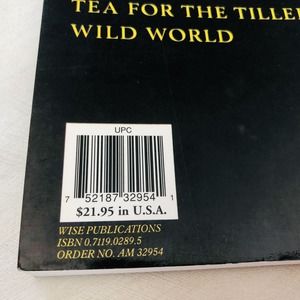 TEA FOR THE TILLE
WILD WORLD
UPC
7 52187 32954 1
$21.95 in U.S.A.
WISE PUBLICATIONS
ISBN 0.7119.0289.5
ORDER NO. AM 32954